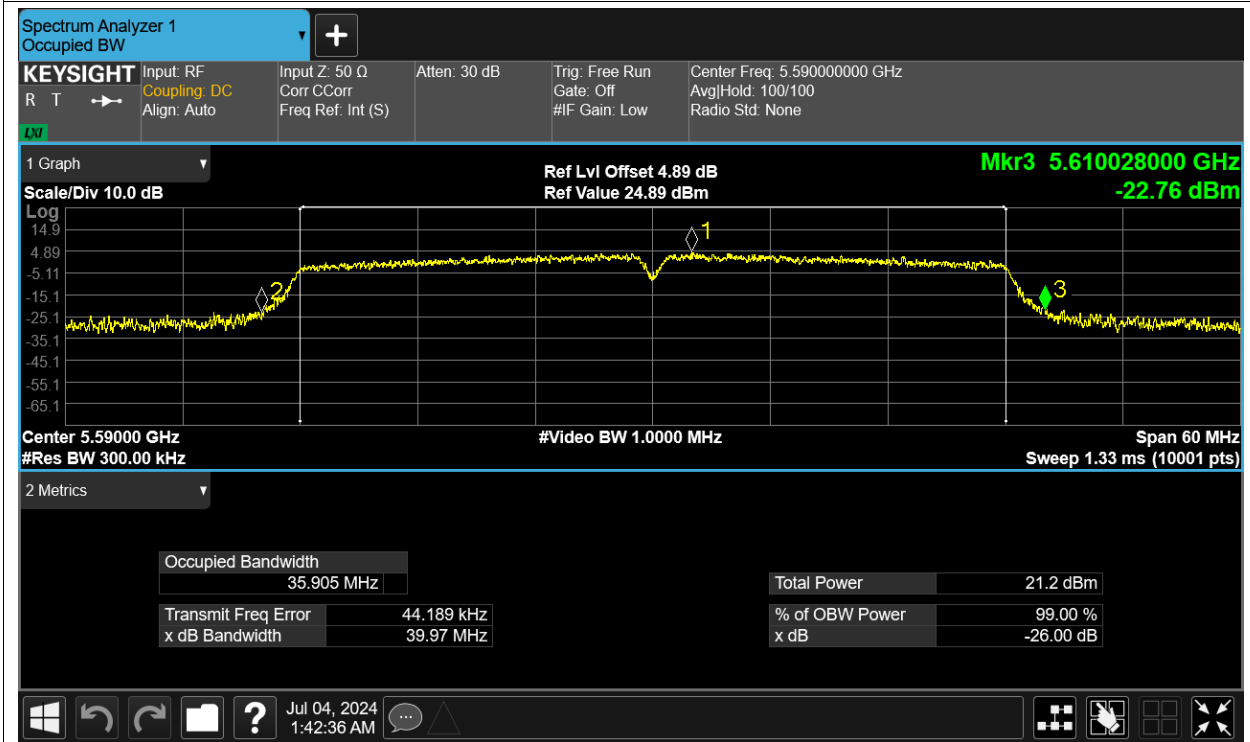 Spectrum Analyzer 1
Occupied BW
KEYSIGHT
R T
LXI
Input: RF
Coupling: DC
Align: Auto
Input Z: 50 Ω
Corr CCorr
Freq Ref: Int (S)
Atten: 30 dB
Trig: Free Run
Gate: Off
#IF Gain: Low
Center Freq: 5.590000000 GHz
Avg|Hold: 100/100
Radio Std: None
1 Graph
Scale/Div 10.0 dB
Ref Lvl Offset 4.89 dB
Ref Value 24.89 dBm
Mkr3 5.610028000 GHz
-22.76 dBm
Log
14.9
4.89
-5.11
-15.1
-25.1
-35.1
-45.1
-55.1
-65.1
1
2
3
Center 5.59000 GHz
#Video BW 1.0000 MHz
Span 60 MHz
#Res BW 300.00 kHz
Sweep 1.33 ms (10001 pts)
2 Metrics
Occupied Bandwidth
35.905 MHz
Total Power 21.2 dBm
Transmit Freq Error 44.189 kHz
% of OBW Power 99.00 %
x dB Bandwidth 39.97 MHz
x dB -26.00 dB
?
Jul 04, 2024
1:42:36 AM